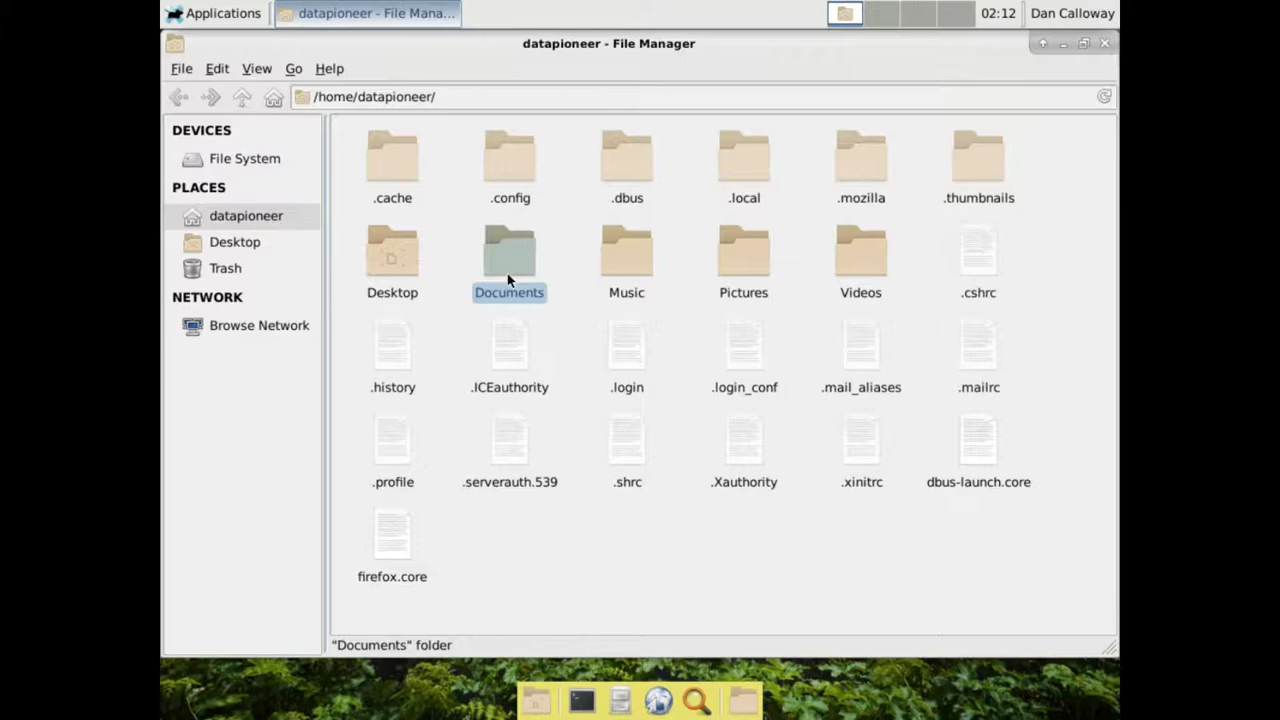 Applications
datapioneer - File Mana...
02:12
Dan Calloway
datapioneer - File Manager
File Edit View Go Help
/home/datapioneer/
DEVICES
File System
PLACES
datapioneer
Desktop
Trash
NETWORK
Browse Network
.cache .config .dbus .local .mozilla .thumbnails
Desktop Documents Music Pictures Videos .cshrc
.history .ICEauthority .login .login_conf .mail_aliases .mailrc
.profile .serverauth.539 .shrc .Xauthority .xinitrc dbus-launch.core
firefox.core
"Documents" folder